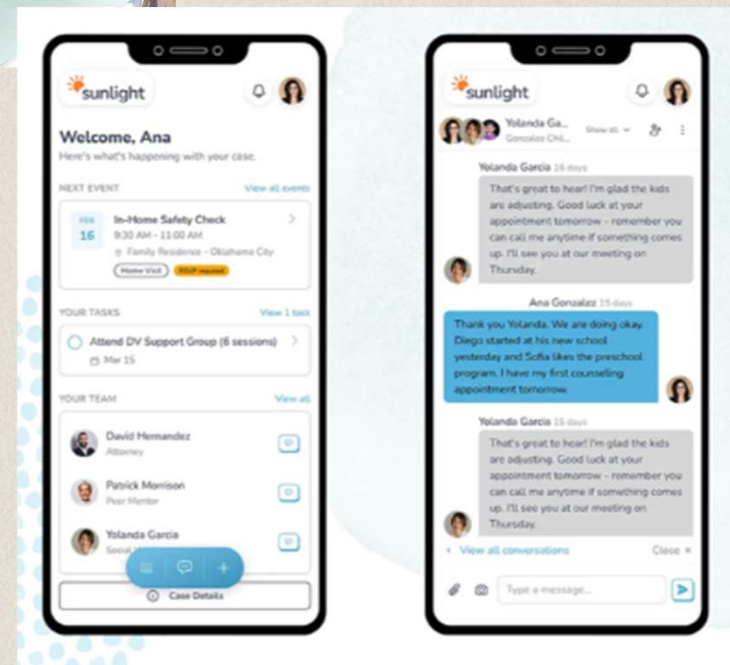 sunlight
Welcome, Ana
Here's what's happening with your case.
NEXT EVENT
View all events
FEB
16
In-Home Safety Check
9:30 AM - 11:00 AM
Family Residence - Oklahoma City
Home Visit
RSVP required
YOUR TASKS
View 1 task
Attend DV Support Group (6 sessions)
Mar 15
YOUR TEAM
View all
David Hernandez
Attorney
Patrick Morrison
Peer Mentor
Yolanda Garcia
Social
Case Details
sunlight
Yolanda Ga...
Gonzalez Chil...
Show all
Yolanda Garcia 15 days
That's great to hear! I'm glad the kids
are adjusting. Good luck at your
appointment tomorrow - remember you
can call me anytime if something comes
up. I'll see you at our meeting on
Thursday.
Ana Gonzalez 15 days
Thank you Yolanda. We are doing okay.
Diego started at his new school
yesterday and Sofia likes the preschool
program. I have my first counseling
appointment tomorrow.
Yolanda Garcia 15 days
That's great to hear! I'm glad the kids
are adjusting. Good luck at your
appointment tomorrow - remember you
can call me anytime if something comes
up. I'll see you at our meeting on
Thursday.
View all conversations
Close ×
Type a message...